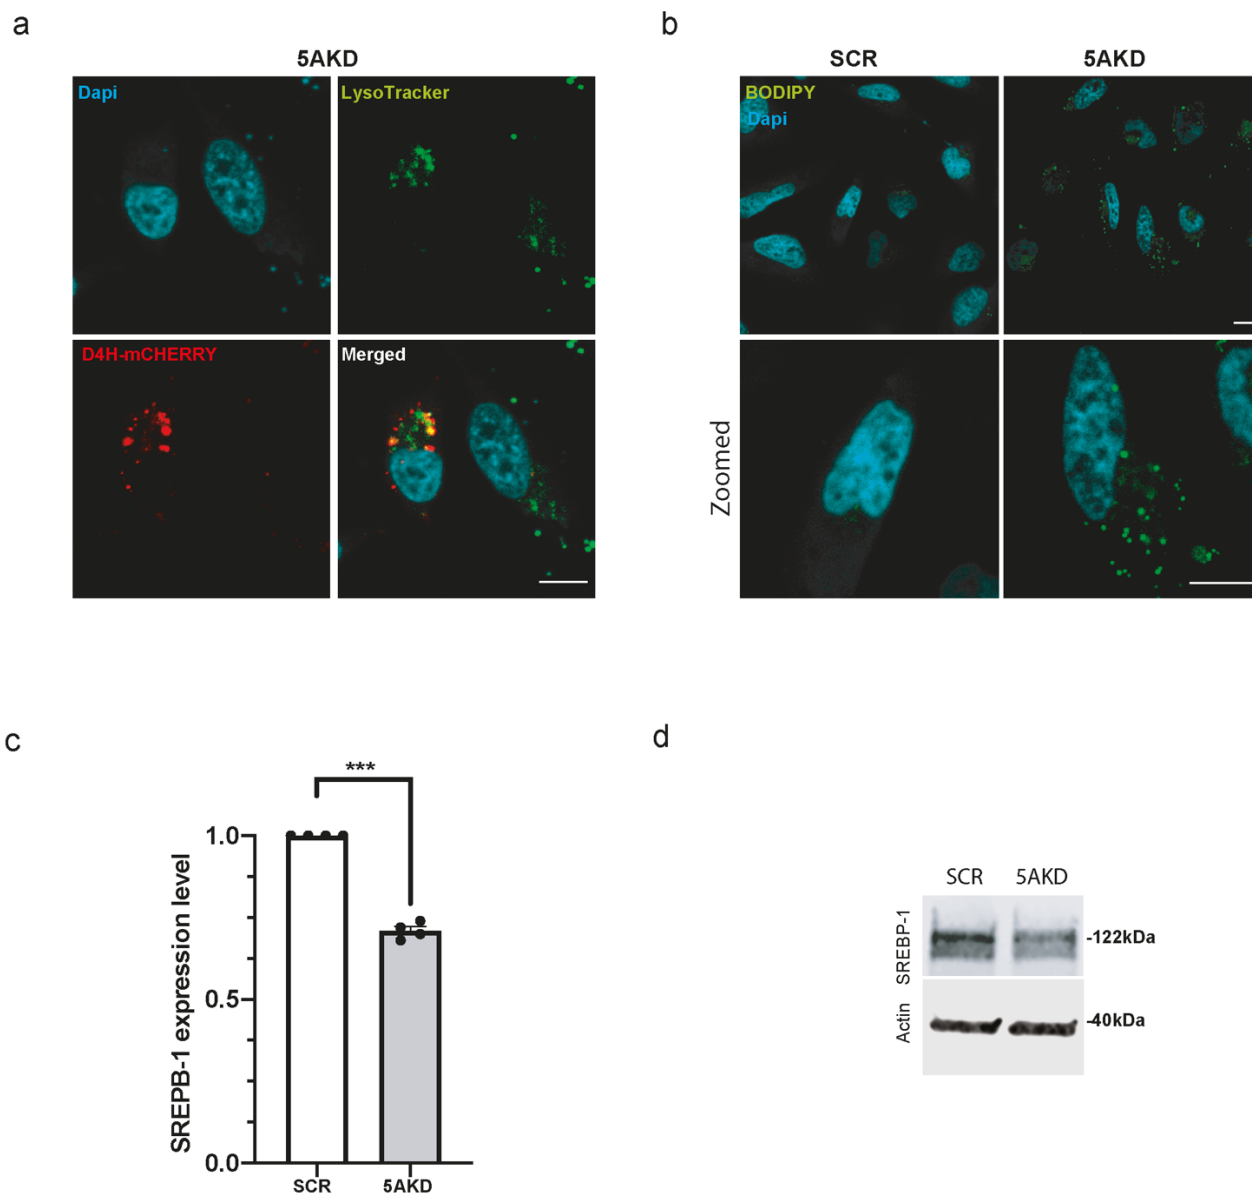 a
5AKD
Dapi
LysoTracker
D4H-mCHERRY
Merged
b
SCR
5AKD
BODIPY
Dapi
Zoomed
c
***
SREPB-1 expression level
1.0
0.5
0.0
SCR
5AKD
d
SCR
5AKD
SREBP-1
-122kDa
Actin
-40kDa